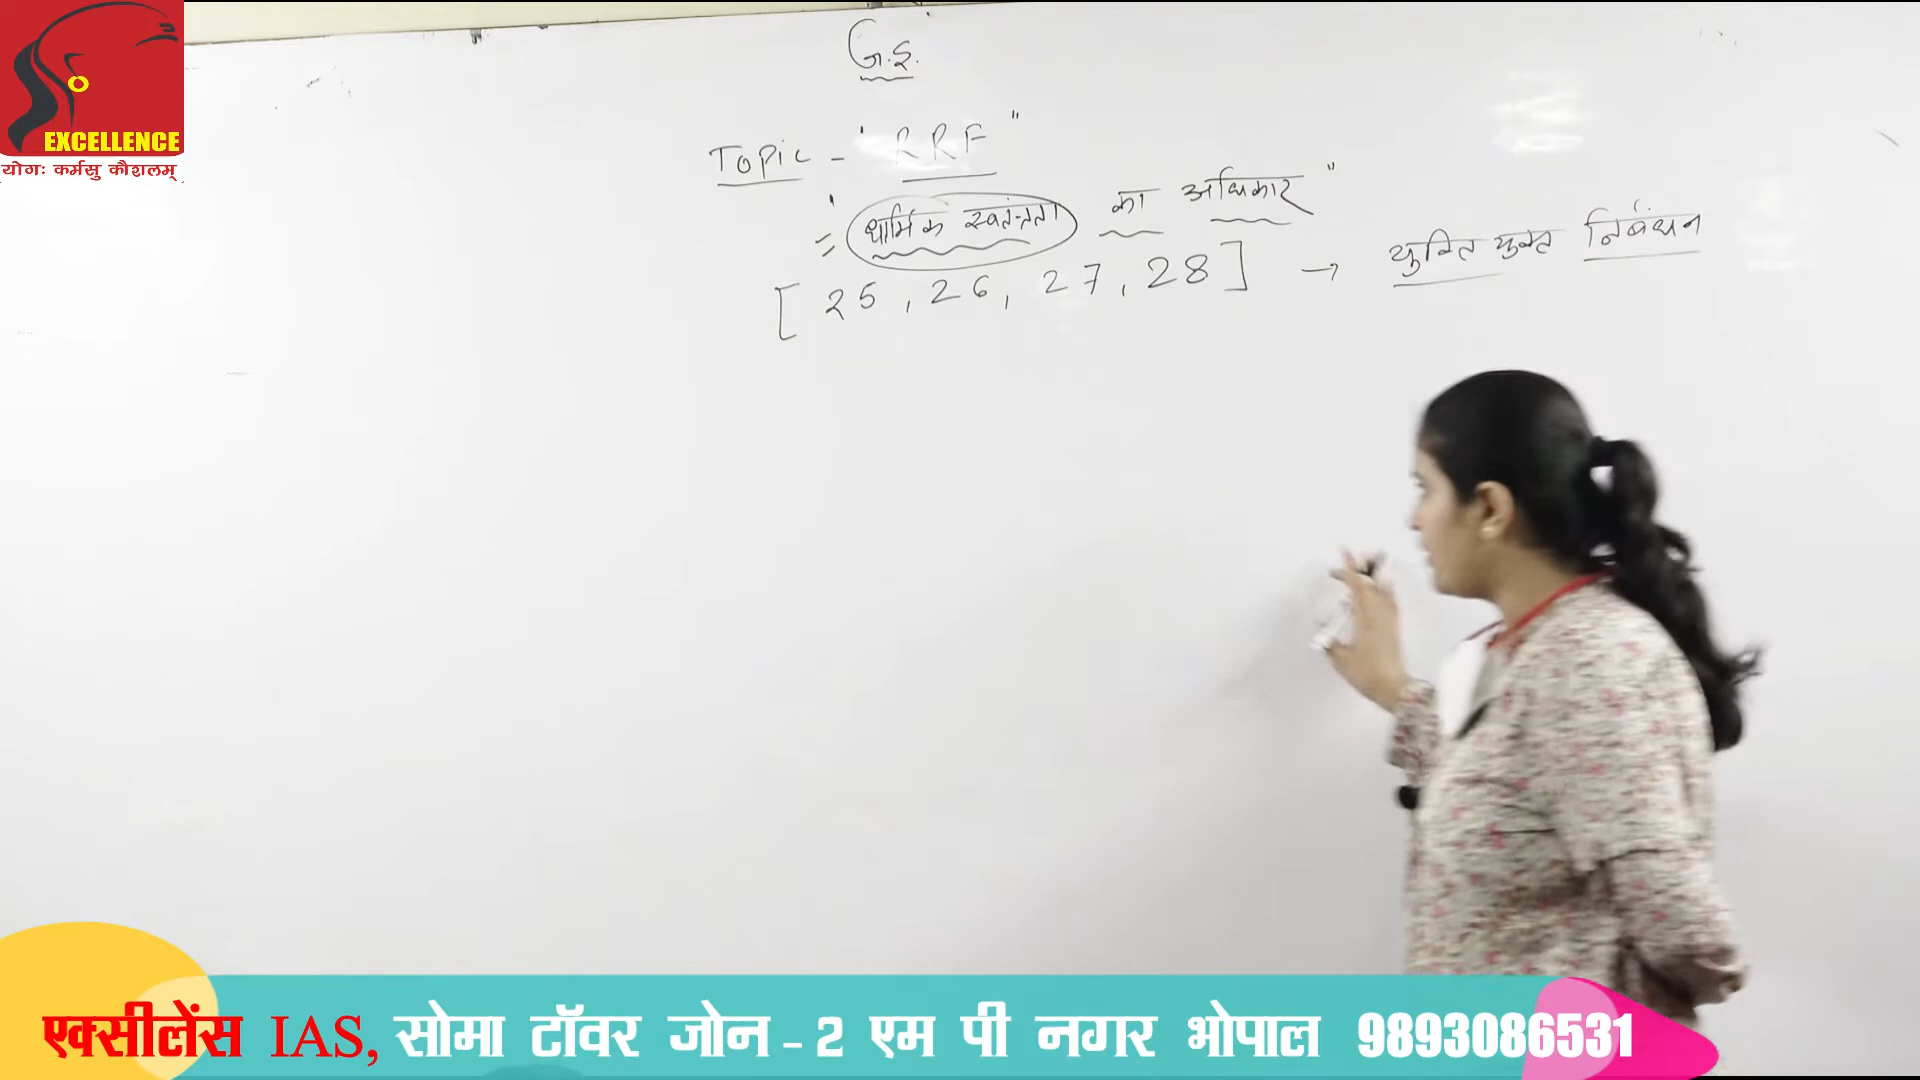 EXCELLENCE
योगः कर्मसु कौशलम्
G.S.
Topic - "RRF"
= "धार्मिक स्वतंत्रता का अधिकार"
[25, 26, 27, 28] → युक्ति युक्त निर्बंधन
एक्सीलेंस IAS, सोमा टॉवर जोन - 2 एम पी नगर भोपाल 9893086531